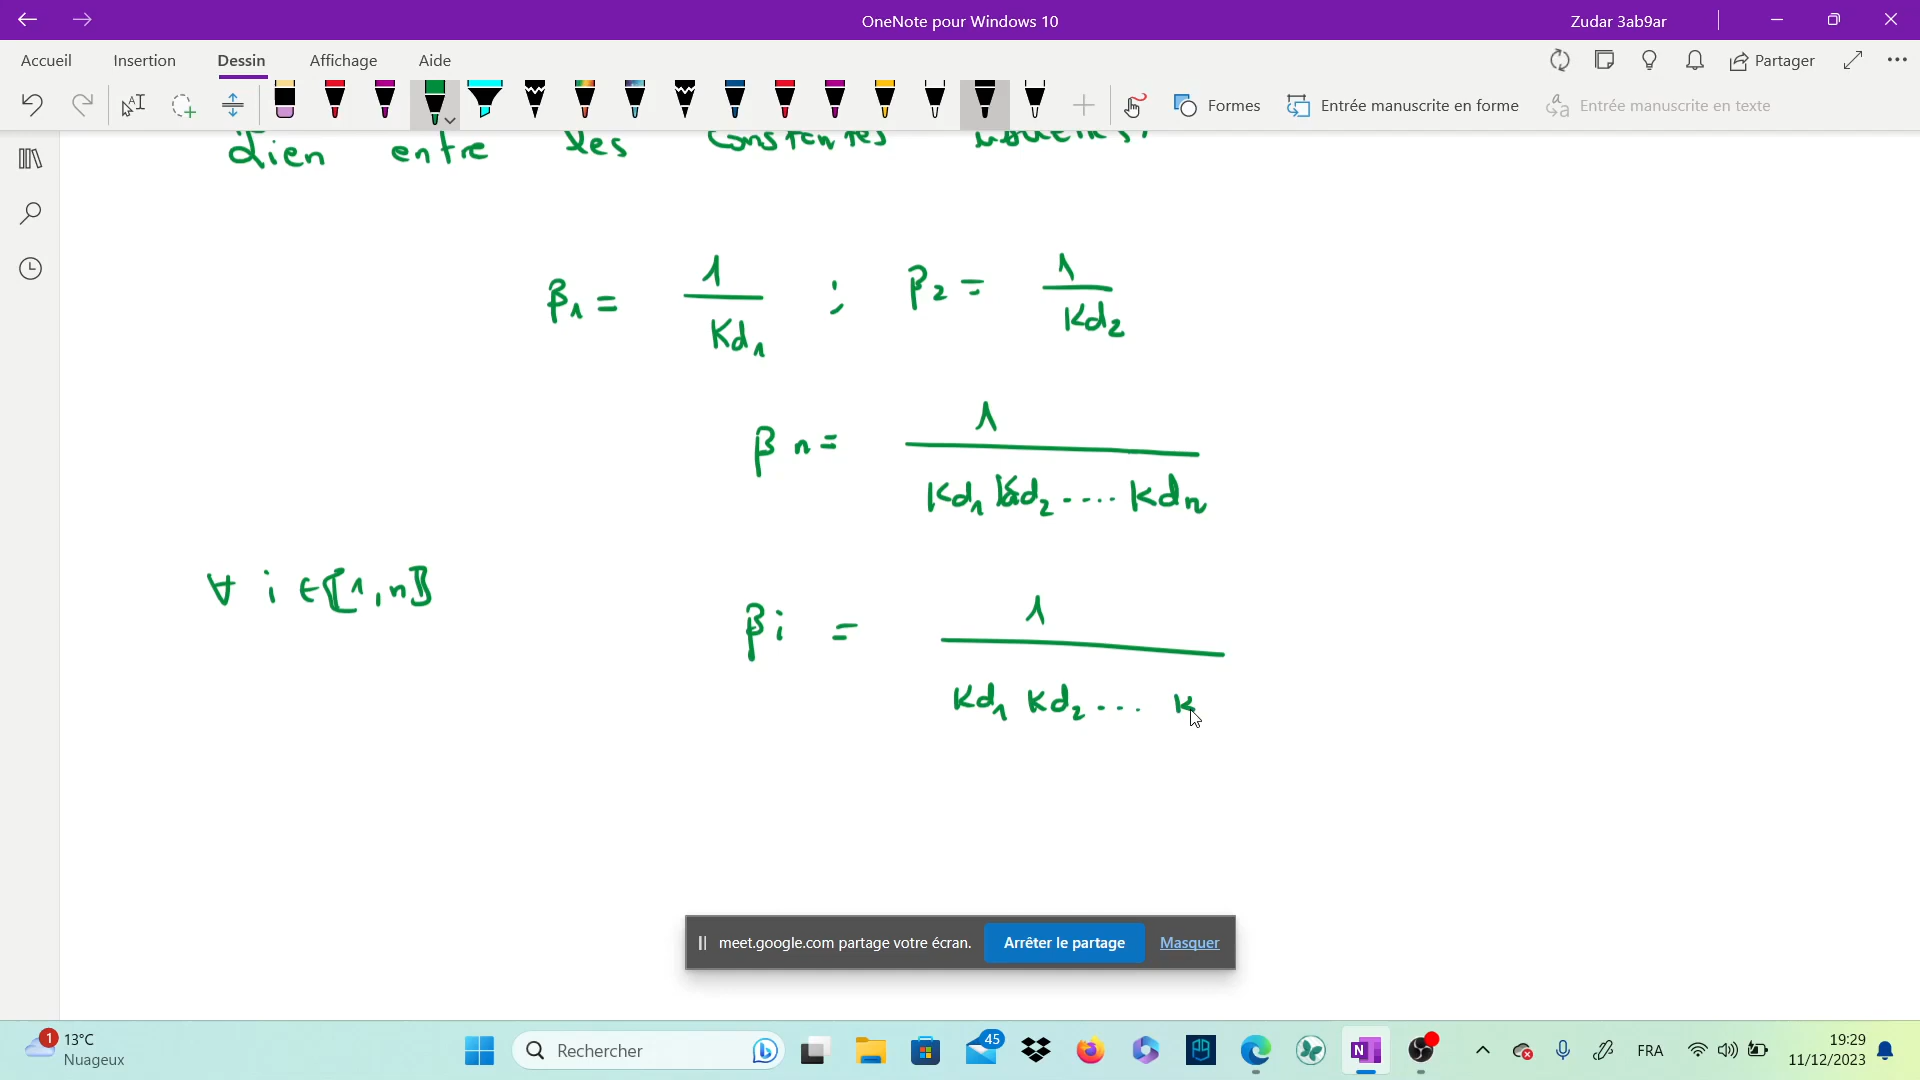 OneNote pour Windows 10
Zudar 3ab9ar
Accueil Insertion Dessin Affichage Aide
Partager
Formes Entrée manuscrite en forme Entrée manuscrite en texte
Lien entre les constantes
β₁ = 1 / Kd₁ ; β₂ = 1 / Kd₂
β n = 1 / Kd₁ Kd₂ .... Kdn
∀ i ∈ ⟦1, n⟧
βi = 1 / Kd₁ Kd₂ .... K
meet.google.com partage votre écran. Arrêter le partage Masquer
1 13°C
Nuageux
Rechercher
45
FRA
19:29
11/12/2023